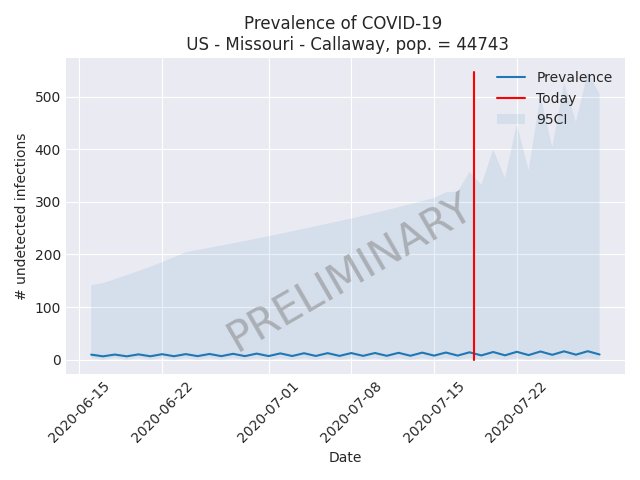 Prevalence of COVID-19
US - Missouri - Callaway, pop. = 44743
Prevalence
Today
95CI
500
400
300
200
100
0
# undetected infections
PRELIMINARY
2020-06-15
2020-06-22
2020-07-01
2020-07-08
2020-07-15
2020-07-22
Date